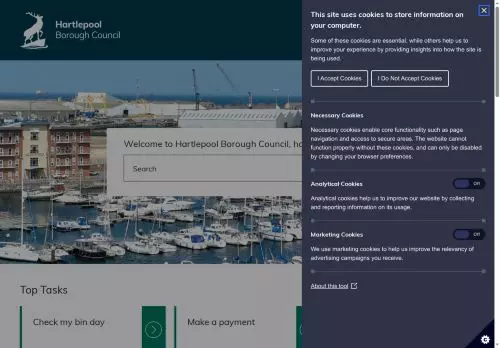 Hartlepool
Borough Council
Welcome to Hartlepool Borough Council, ho
Search
Top Tasks
Check my bin day
Make a payment
This site uses cookies to store information on
your computer.
Some of these cookies are essential, while others help us to
improve your experience by providing insights into how the site is
being used.
I Accept Cookies
I Do Not Accept Cookies
Necessary Cookies
Necessary cookies enable core functionality such as page
navigation and access to secure areas. The website cannot
function properly without these cookies, and can only be disabled
by changing your browser preferences.
Analytical Cookies
Off
Analytical cookies help us to improve our website by collecting
and reporting information on its usage.
Marketing Cookies
Off
We use marketing cookies to help us improve the relevancy of
advertising campaigns you receive.
About this tool